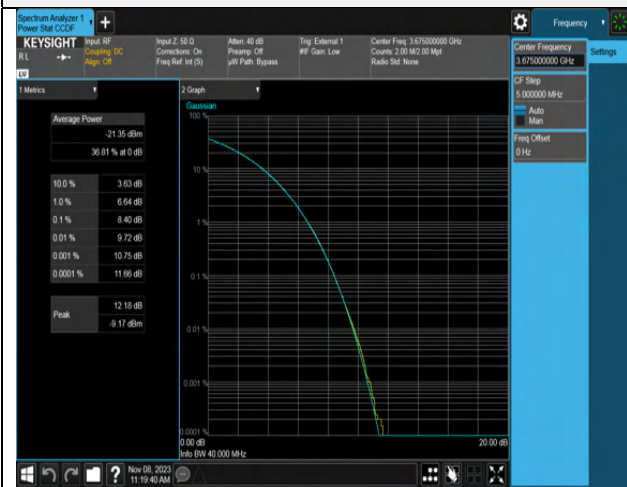 Spectrum Analyzer 1
Power Stat CCDF
Frequency
KEYSIGHT
Input: RF
Coupling: DC
Align: Off
Input Z: 50 Ω
Corrections: On
Freq Ref: Int (S)
Atten: 40 dB
Preamp: Off
µW Path: Bypass
Trig: External 1
#IF Gain: Low
Center Freq: 3.675000000 GHz
Counts: 2.00 M/2.00 Mpt
Radio Std: None
R L
Center Frequency
3.675000000 GHz
Settings
CF Step
5.000000 MHz
Auto
Man
Freq Offset
0 Hz
1 Metrics
Average Power
-21.35 dBm
36.81 % at 0 dB
10.0 % 3.63 dB
1.0 % 6.64 dB
0.1 % 8.40 dB
0.01 % 9.72 dB
0.001 % 10.75 dB
0.0001 % 11.66 dB
Peak
12.18 dB
-9.17 dBm
2 Graph
Gaussian
100 %
10 %
1 %
0.1 %
0.01 %
0.001 %
0.0001 %
0.00 dB
20.00 dB
Info BW 40.000 MHz
?
Nov 08, 2023
11:19:40 AM